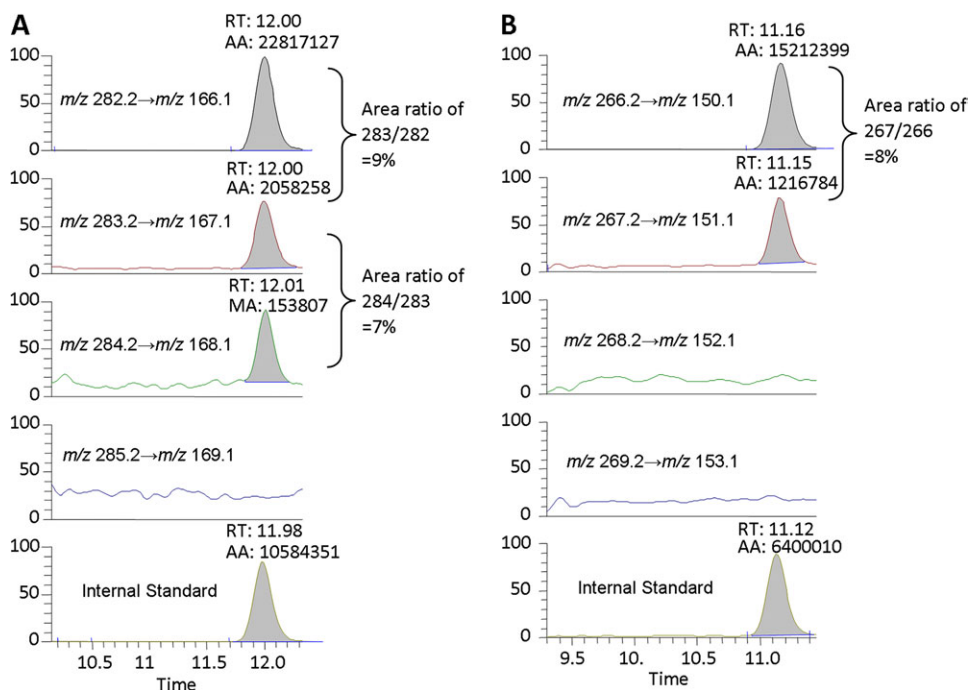 A
RT: 12.00
AA: 22817127
100
50
0
m/z 282.2→m/z 166.1
Area ratio of
283/282
=9%
RT: 12.00
AA: 2058258
100
50
0
m/z 283.2→m/z 167.1
Area ratio of
284/283
=7%
RT: 12.01
MA: 153807
100
50
0
m/z 284.2→m/z 168.1
100
50
0
m/z 285.2→m/z 169.1
RT: 11.98
AA: 10584351
100
50
0
Internal Standard
10.5 11 11.5 12.0
Time
B
RT: 11.16
AA: 15212399
100
50
0
m/z 266.2→m/z 150.1
Area ratio of
267/266
=8%
RT: 11.15
AA: 1216784
100
50
0
m/z 267.2→m/z 151.1
100
50
0
m/z 268.2→m/z 152.1
100
50
0
m/z 269.2→m/z 153.1
RT: 11.12
AA: 6400010
100
50
0
Internal Standard
9.5 10. 10.5 11.0
Time